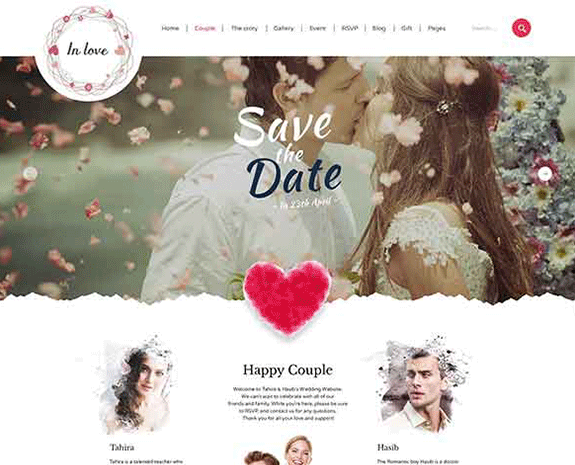 In love
Home | Couple | The story | Gallery | Event | RSVP | Blog | Gift | Pages
Search...
Save
the
Date
- In 23th April -
Happy Couple
Welcome to Tahira & Hasib's Wedding Website.
We can't wait to celebrate with all of our
friends and family. While you're here, please be sure
to RSVP, and contact us for any questions.
Thank you for all your love and support!
Tahira
Tahira is a talented teacher who
Hasib
The Romantic boy Hasib is a doctor